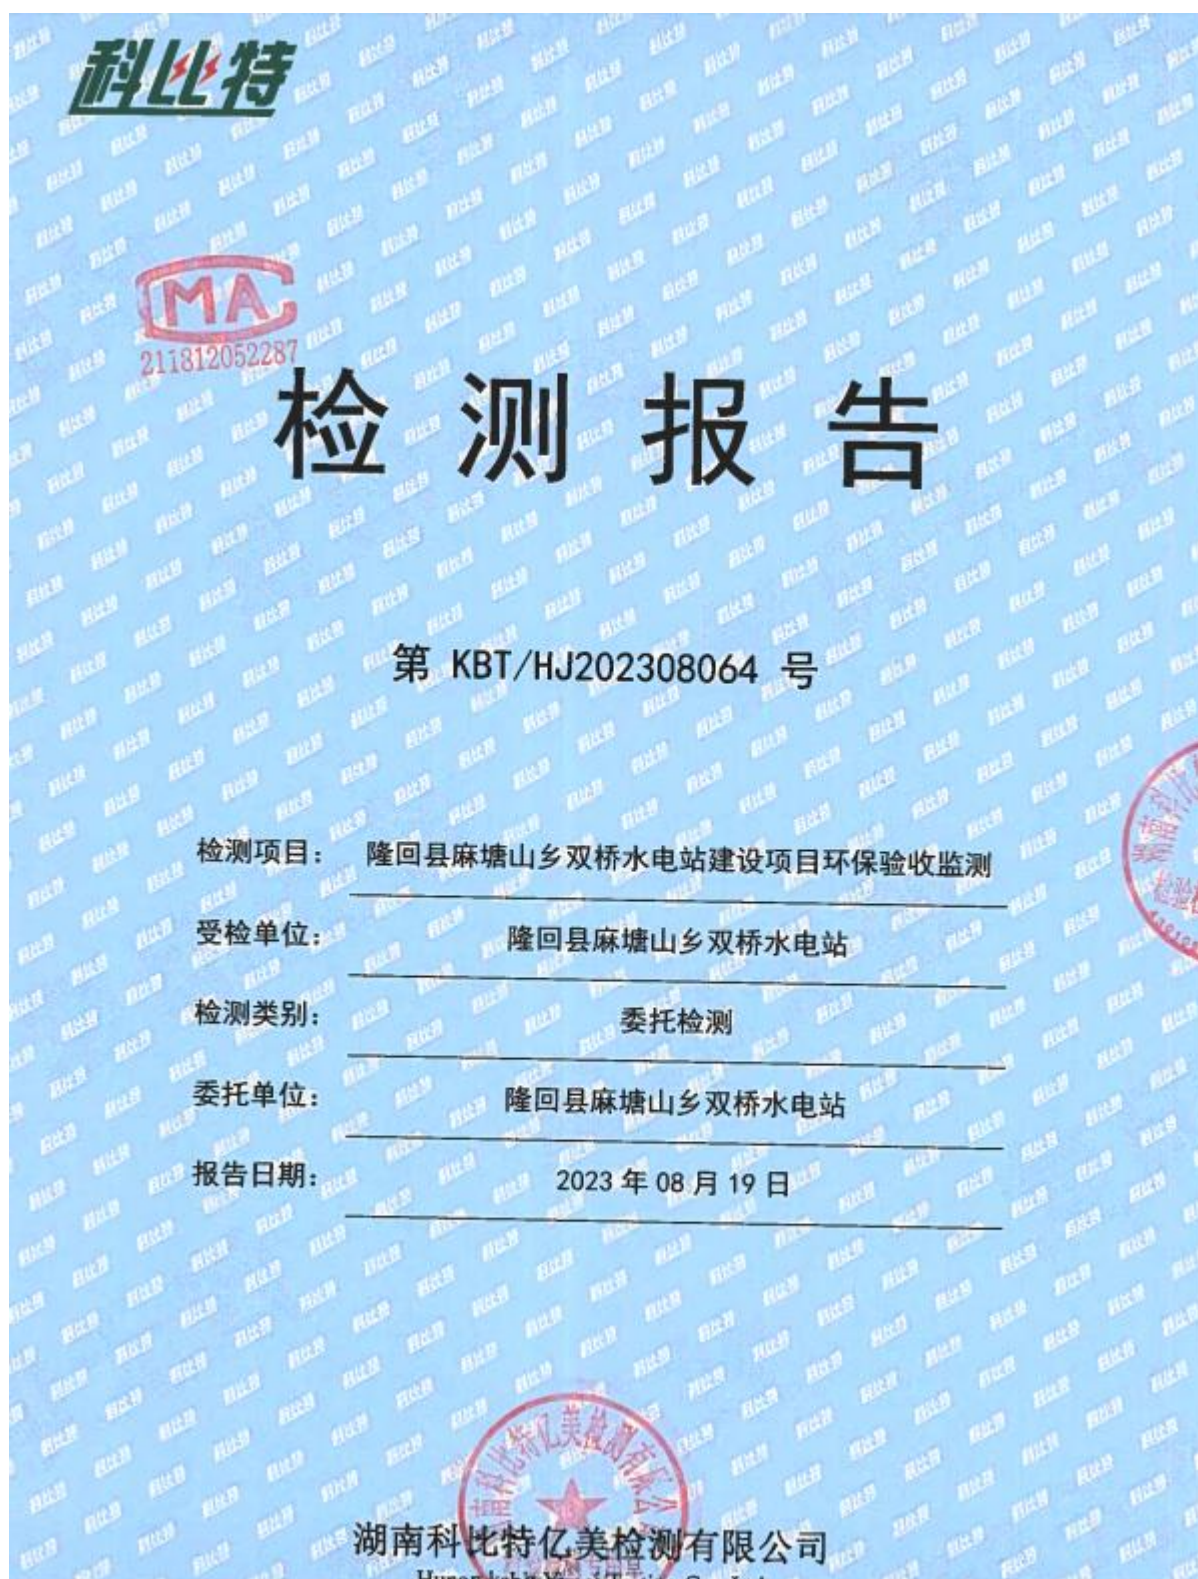 科比特
MA
211812052287
检测报告
第 KBT/HJ202308064 号
检测项目： 隆回县麻塘山乡双桥水电站建设项目环保验收监测
受检单位： 隆回县麻塘山乡双桥水电站
检测类别： 委托检测
委托单位： 隆回县麻塘山乡双桥水电站
报告日期： 2023 年 08 月 19 日
湖南科比特亿美检测有限公司